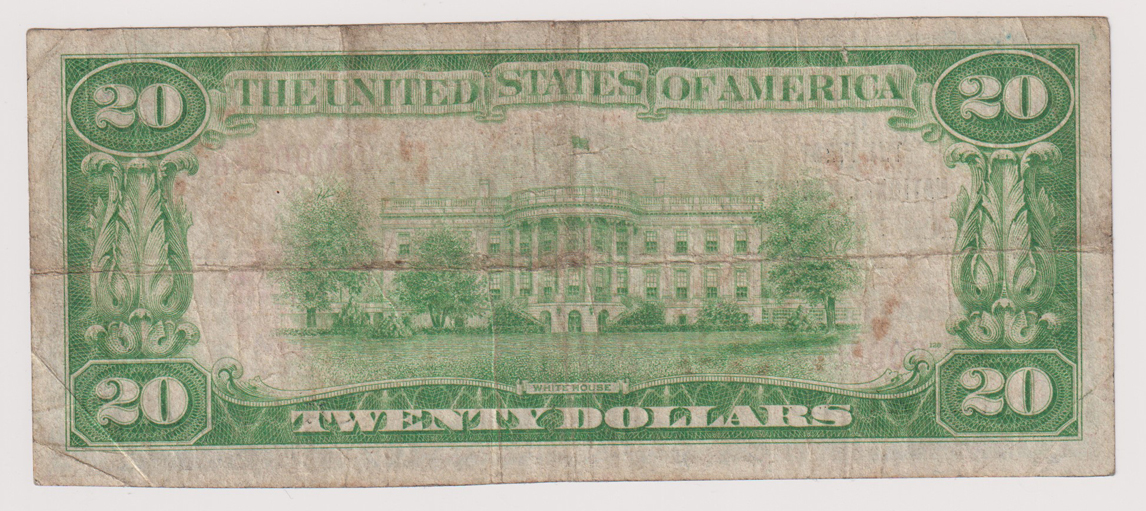 20 THE UNITED STATES OF AMERICA 20
WHITE HOUSE
20 TWENTY DOLLARS 20